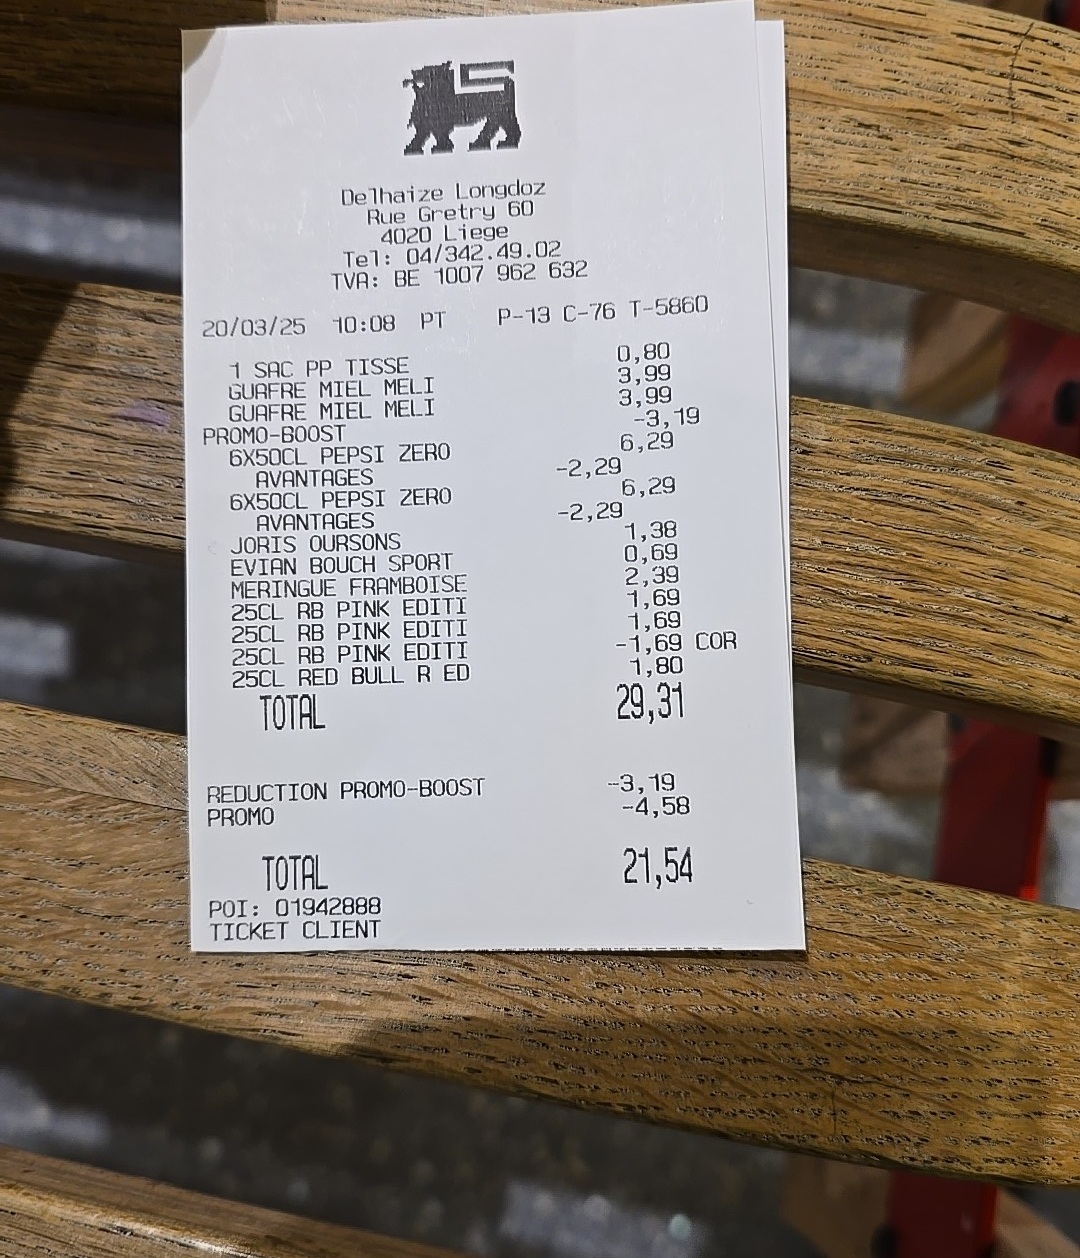 Delhaize Longdoz
Rue Gretry 60
4020 Liege
Tel: 04/342.49.02
TVA: BE 1007 962 632
20/03/25 10:08 PT P-13 C-76 T-5860
1 SAC PP TISSE 0,80
GUAFRE MIEL MELI 3,99
GUAFRE MIEL MELI 3,99
PROMO-BOOST -3,19
6X50CL PEPSI ZERO 6,29
AVANTAGES -2,29
6X50CL PEPSI ZERO 6,29
AVANTAGES -2,29
JORIS OURSONS 1,38
EVIAN BOUCH SPORT 0,69
MERINGUE FRAMBOISE 2,39
25CL RB PINK EDITI 1,69
25CL RB PINK EDITI 1,69
25CL RB PINK EDITI -1,69 COR
25CL RED BULL R ED 1,80
TOTAL 29,31
REDUCTION PROMO-BOOST -3,19
PROMO -4,58
TOTAL 21,54
POI: 01942888
TICKET CLIENT